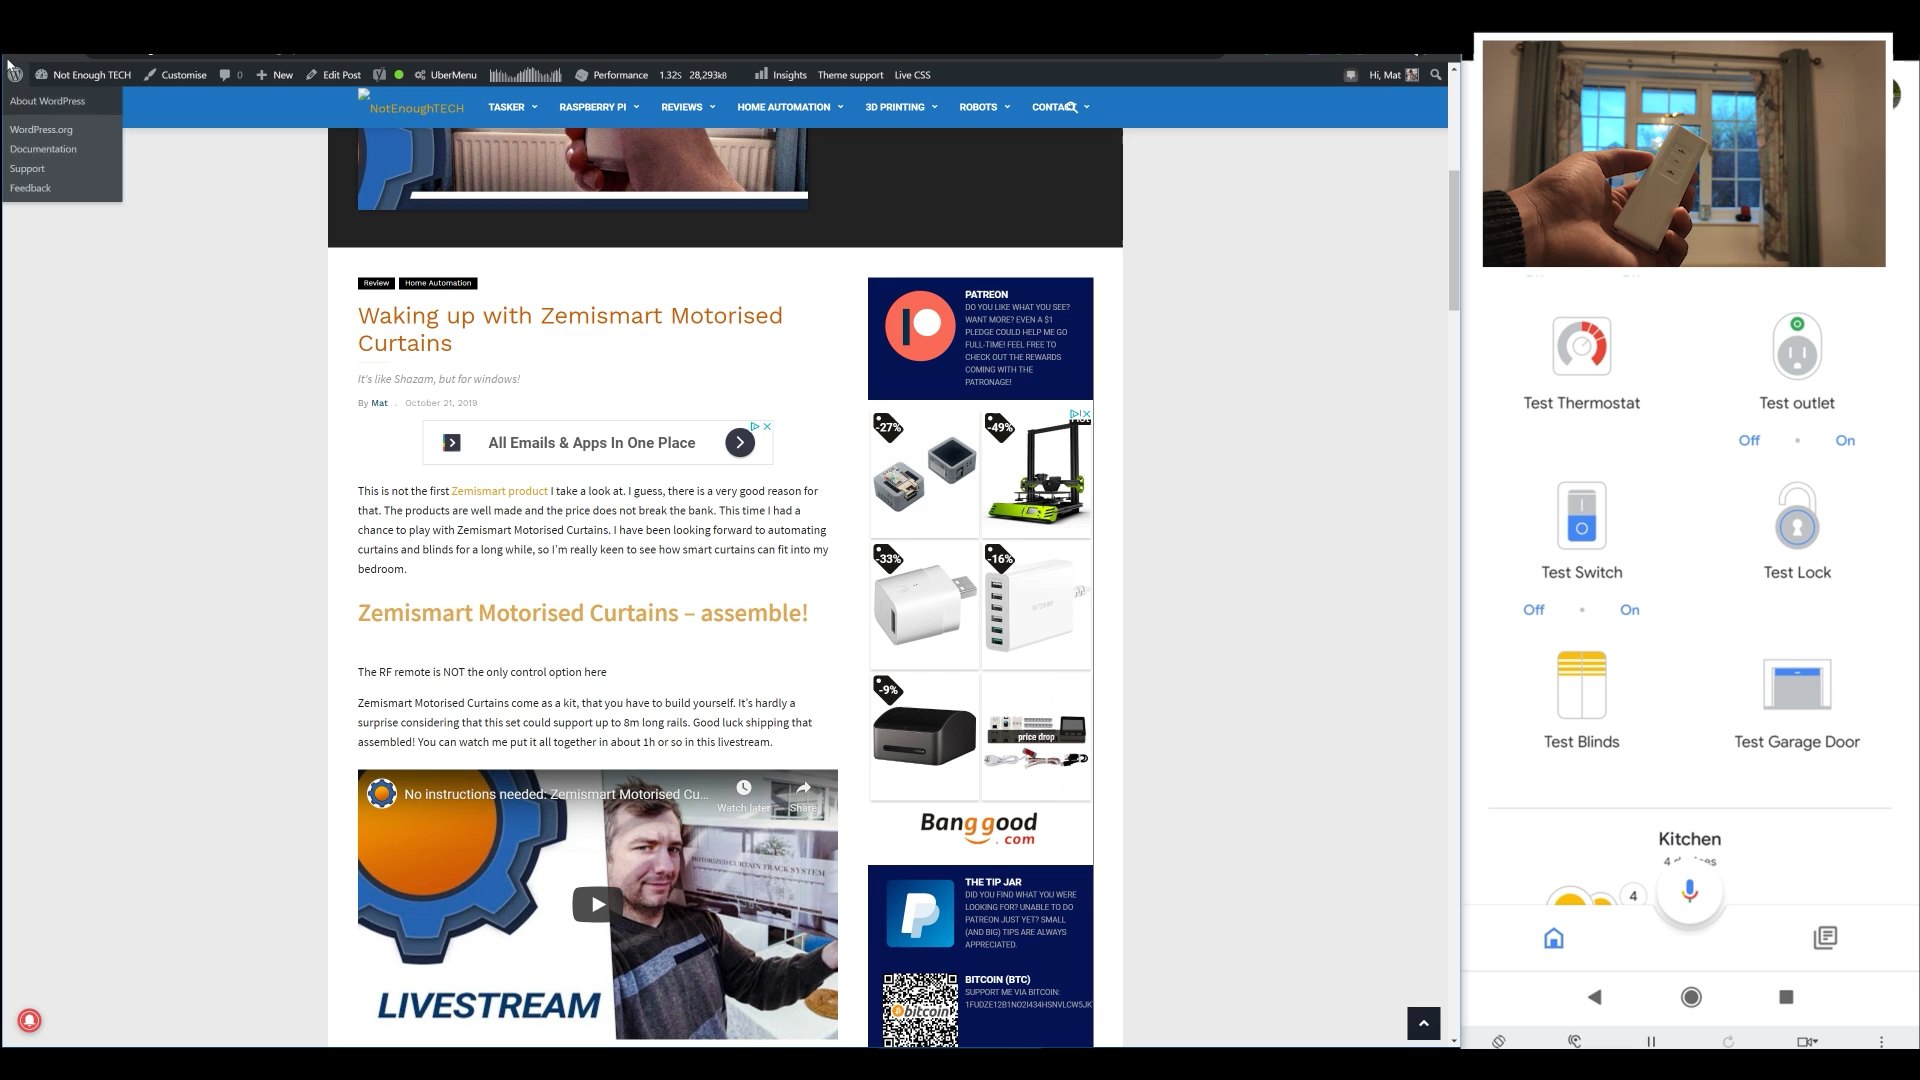 Not Enough TECH
Customise
0
New
Edit Post
UberMenu
Performance
1.32S 28,293KB
Insights
Theme support
Live CSS
Hi, Mat
About WordPress
WordPress.org
Documentation
Support
Feedback
NotEnoughTECH
TASKER
RASPBERRY PI
REVIEWS
HOME AUTOMATION
3D PRINTING
ROBOTS
CONTACT
Review
Home Automation
Waking up with Zemismart Motorised
Curtains
It's like Shazam, but for windows!
By Mat . October 21, 2019
All Emails & Apps In One Place
This is not the first Zemismart product I take a look at. I guess, there is a very good reason for
that. The products are well made and the price does not break the bank. This time I had a
chance to play with Zemismart Motorised Curtains. I have been looking forward to automating
curtains and blinds for a long while, so I'm really keen to see how smart curtains can fit into my
bedroom.
Zemismart Motorised Curtains – assemble!
The RF remote is NOT the only control option here
Zemismart Motorised Curtains come as a kit, that you have to build yourself. It's hardly a
surprise considering that this set could support up to 8m long rails. Good luck shipping that
assembled! You can watch me put it all together in about 1h or so in this livestream.
No instructions needed: Zemismart Motorised Cu...
Watch later
Share
MOTORIZED CURTAIN TRACK SYSTEM
LIVESTREAM
PATREON
DO YOU LIKE WHAT YOU SEE?
WANT MORE? EVEN A $1
PLEDGE COULD HELP ME GO
FULL-TIME! FEEL FREE TO
CHECK OUT THE REWARDS
COMING WITH THE
PATRONAGE!
-27%
-49%
-33%
-16%
BITZWOLF
-9%
price drop
Banggood
.com
THE TIP JAR
DID YOU FIND WHAT YOU WERE
LOOKING FOR? UNABLE TO DO
PATREON JUST YET? SMALL
(AND BIG) TIPS ARE ALWAYS
APPRECIATED.
BITCOIN (BTC)
SUPPORT ME VIA BITCOIN:
bitcoin
Test Thermostat
Test outlet
Off
On
Test Switch
Test Lock
Off
On
Test Blinds
Test Garage Door
Kitchen
4